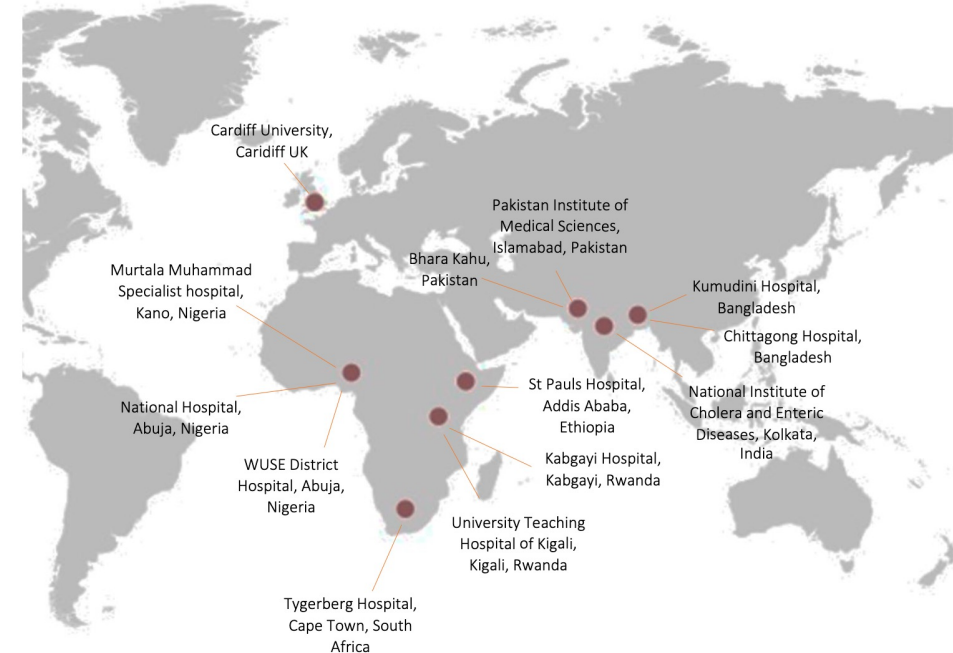 Cardiff University,
Caridiff UK
Pakistan Institute of
Medical Sciences,
Islamabad, Pakistan
Bhara Kahu,
Pakistan
Murtala Muhammad
Specialist hospital,
Kano, Nigeria
Kumudini Hospital,
Bangladesh
Chittagong Hospital,
Bangladesh
National Institute of
Cholera and Enteric
Diseases, Kolkata,
India
St Pauls Hospital,
Addis Ababa,
Ethiopia
National Hospital,
Abuja, Nigeria
WUSE District
Hospital, Abuja,
Nigeria
Kabgayi Hospital,
Kabgayi, Rwanda
University Teaching
Hospital of Kigali,
Kigali, Rwanda
Tygerberg Hospital,
Cape Town, South
Africa